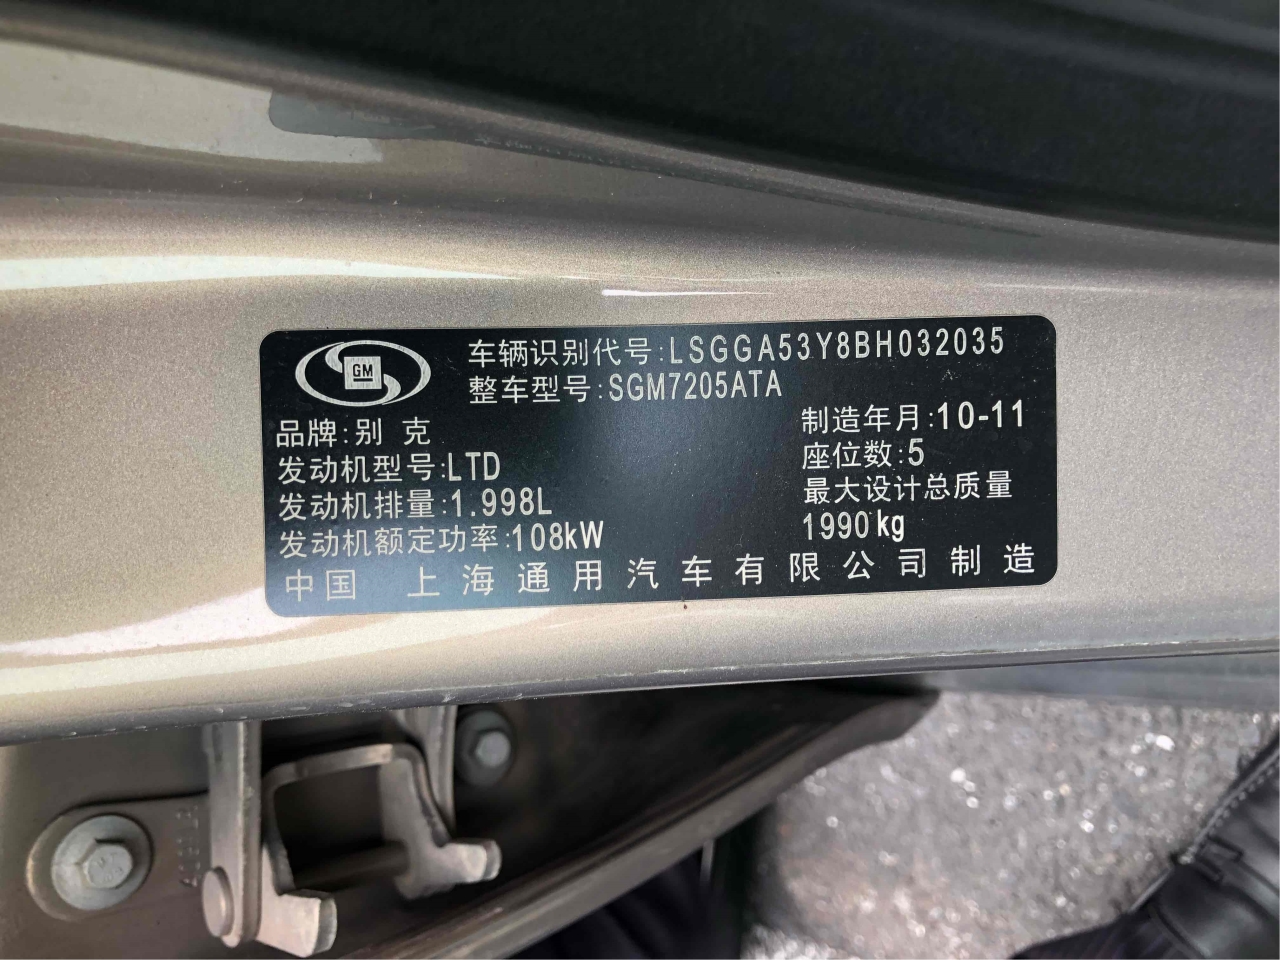 GM
车辆识别代号:LSGGA53Y8BH032035
整车型号:SGM7205ATA
品牌:别 克
制造年月:10-11
发动机型号:LTD
座位数:5
发动机排量:1.998L
最大设计总质量
发动机额定功率:108kW
1990kg
中国 上海通用汽车有限公司制造